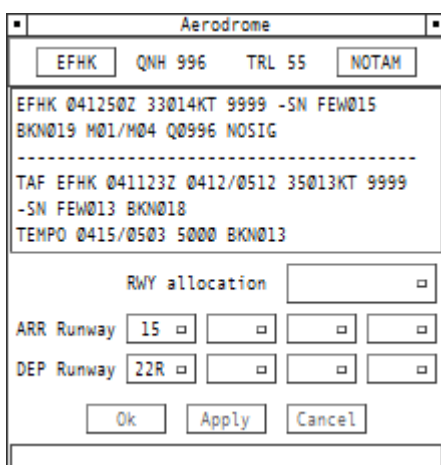 Aerodrome
EFHK QNH 996 TRL 55 NOTAM
EFHK 041250Z 33014KT 9999 -SN FEW015
BKN019 M01/M04 Q0996 NOSIG
----------------------------------------
TAF EFHK 041123Z 0412/0512 35013KT 9999
-SN FEW013 BKN018
TEMPO 0415/0503 5000 BKN013
RWY allocation
ARR Runway 15
DEP Runway 22R
Ok Apply Cancel